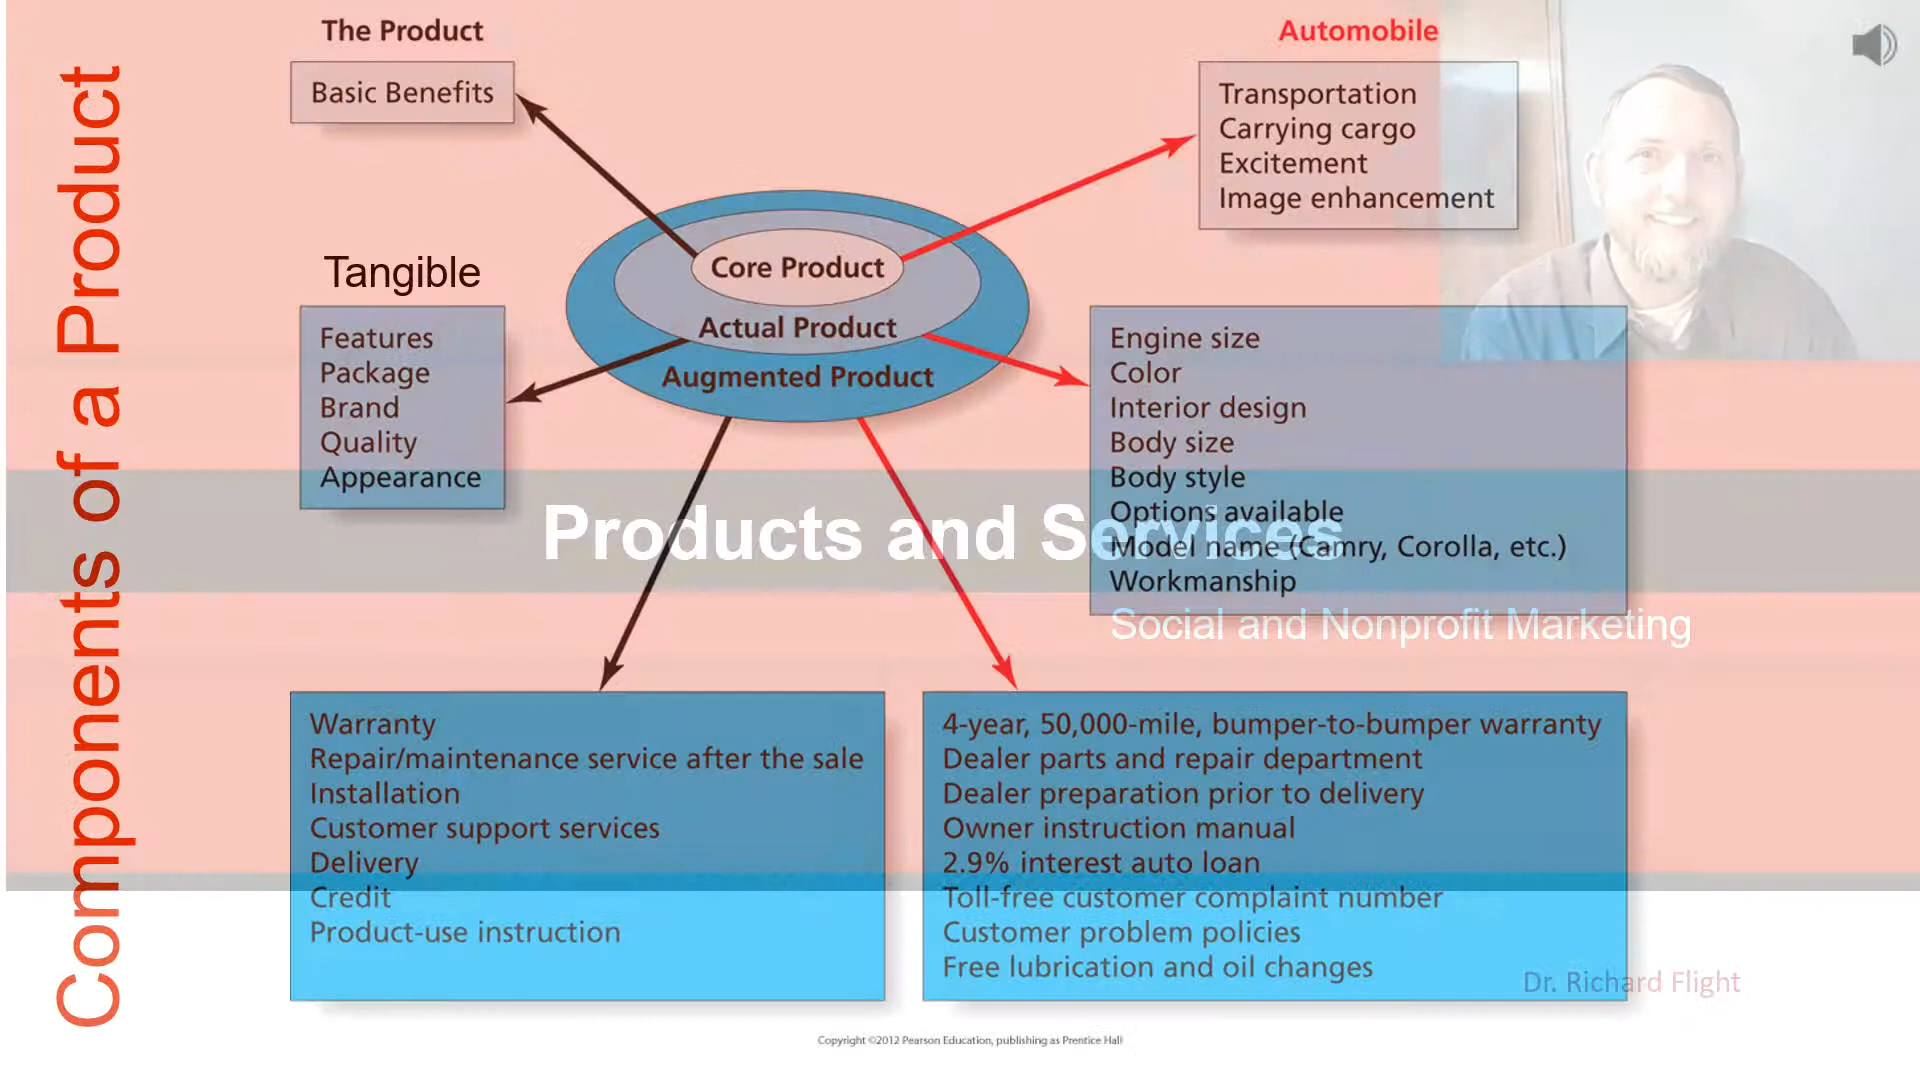 Components of a Product
The Product
Basic Benefits
Automobile
Transportation
Carrying cargo
Excitement
Image enhancement
Core Product
Actual Product
Augmented Product
Tangible
Features
Package
Brand
Quality
Appearance
Engine size
Color
Interior design
Body size
Body style
Options available
Model name (Camry, Corolla, etc.)
Workmanship
Products and Services
Social and Nonprofit Marketing
Warranty
Repair/maintenance service after the sale
Installation
Customer support services
Delivery
Credit
Product-use instruction
4-year, 50,000-mile, bumper-to-bumper warranty
Dealer parts and repair department
Dealer preparation prior to delivery
Owner instruction manual
2.9% interest auto loan
Toll-free customer complaint number
Customer problem policies
Free lubrication and oil changes
Dr. Richard Flight
Copyright ©2012 Pearson Education, publishing as Prentice Hall